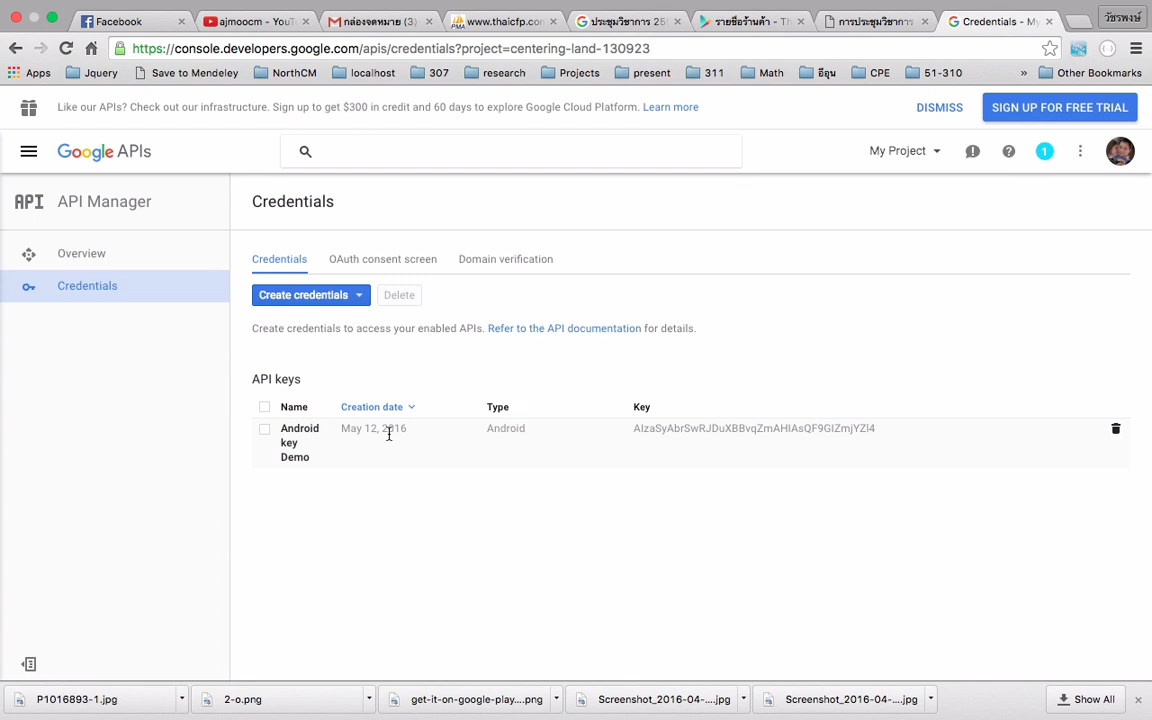 Facebook
ajmoocm - YouT
กล่องจดหมาย (3)
www.thaicfp.con
ประชุมวิชาการ 25
รายชื่อร้านค้า - Th
การประชุมวิชาการ
Credentials - My
วัชรพงษ์
https://console.developers.google.com/apis/credentials?project=centering-land-130923
Apps
Jquery
Save to Mendeley
NorthCM
localhost
307
research
Projects
present
311
Math
อีอุน
CPE
51-310
»
Other Bookmarks
Like our APIs? Check out our infrastructure. Sign up to get $300 in credit and 60 days to explore Google Cloud Platform. Learn more
DISMISS
SIGN UP FOR FREE TRIAL
Google APIs
My Project
1
API API Manager
Credentials
Overview
Credentials
Credentials
OAuth consent screen
Domain verification
Create credentials
Delete
Create credentials to access your enabled APIs. Refer to the API documentation for details.
API keys
Name
Creation date
Type
Key
Android key Demo
May 12, 2016
Android
AIzaSyAbrSwRJDuXBBvqZmAHIAsQF9GIZmjYZI4
P1016893-1.jpg
2-o.png
get-it-on-google-play....png
Screenshot_2016-04-....jpg
Screenshot_2016-04-....jpg
Show All